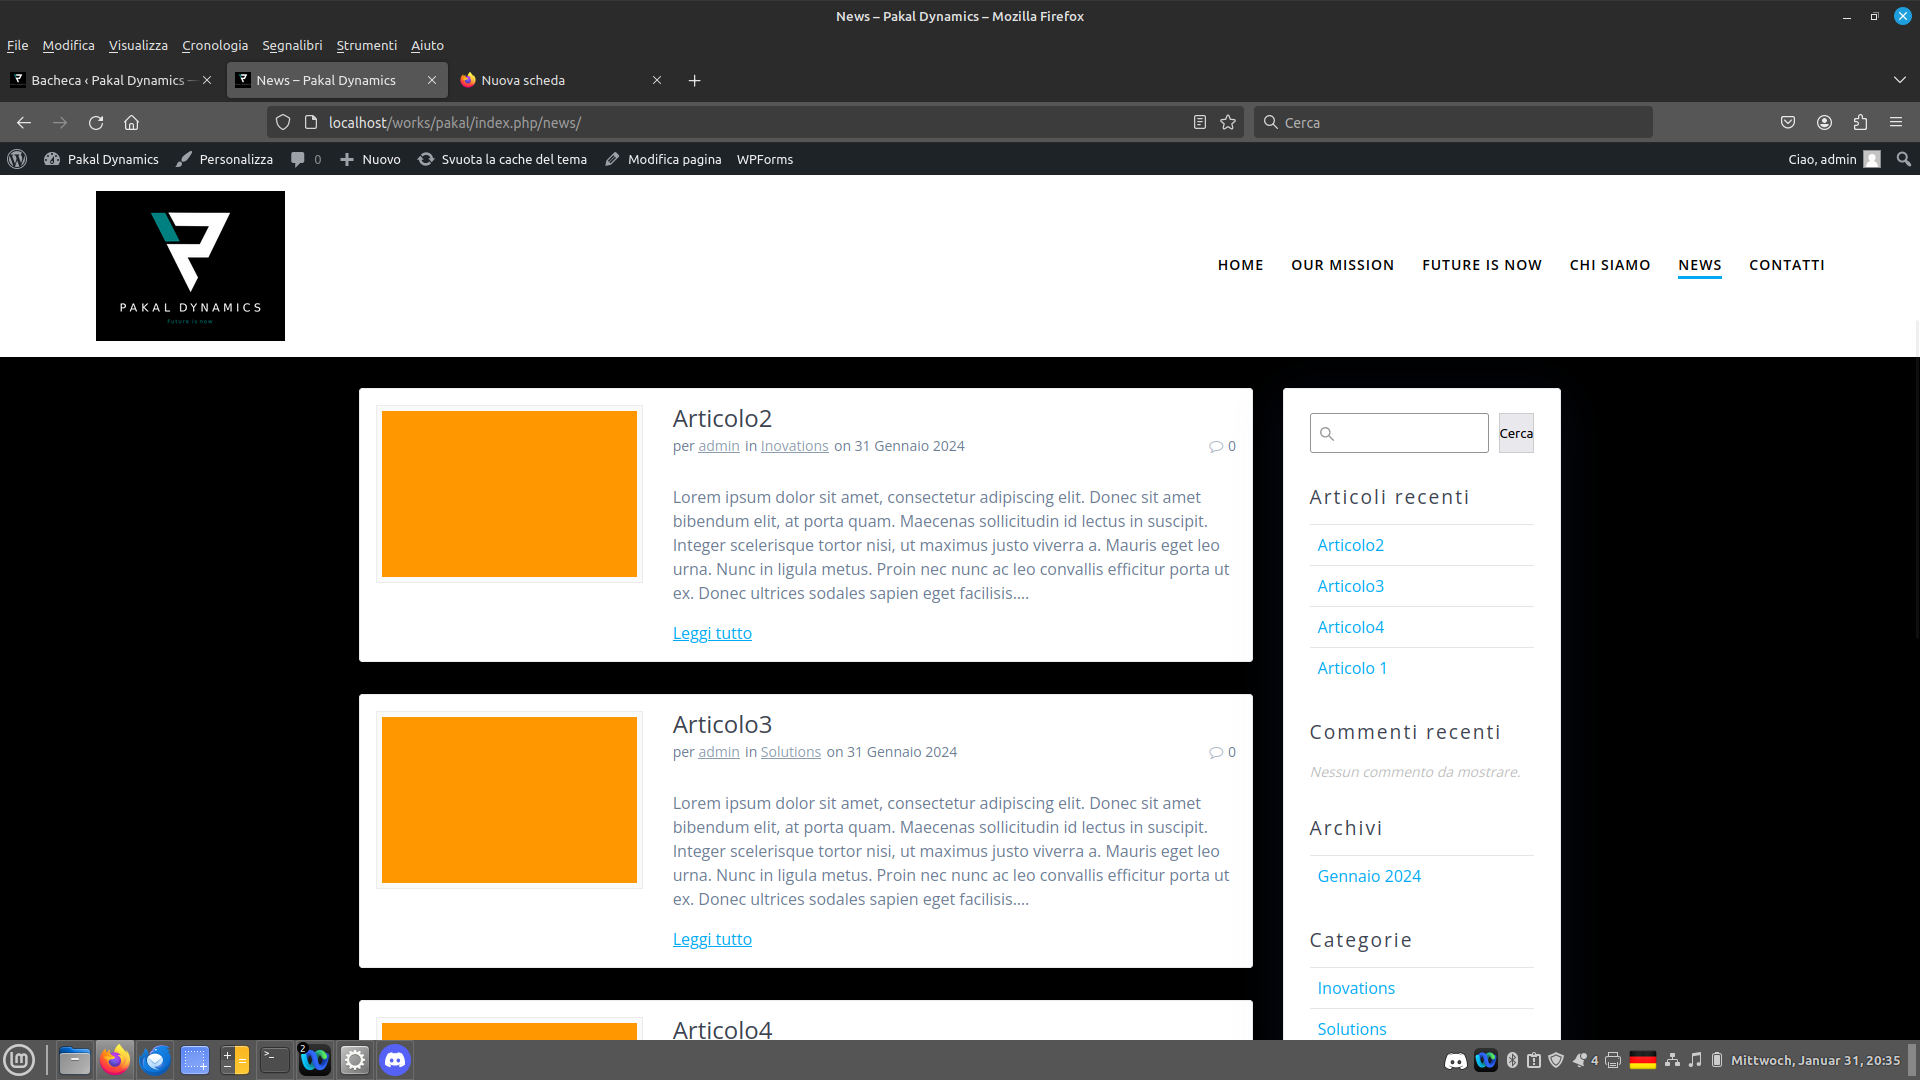 News – Pakal Dynamics – Mozilla Firefox
File Modifica Visualizza Cronologia Segnalibri Strumenti Aiuto
Bacheca ‹ Pakal Dynamics —
News – Pakal Dynamics
Nuova scheda
localhost/works/pakal/index.php/news/
Cerca
Pakal Dynamics Personalizza 0 Nuovo Svuota la cache del tema Modifica pagina WPForms Ciao, admin
PAKAL DYNAMICS
Future is now
HOME OUR MISSION FUTURE IS NOW CHI SIAMO NEWS CONTATTI
Articolo2
per admin in Inovations on 31 Gennaio 2024 0
Lorem ipsum dolor sit amet, consectetur adipiscing elit. Donec sit amet
bibendum elit, at porta quam. Maecenas sollicitudin id lectus in suscipit.
Integer scelerisque tortor nisi, ut maximus justo viverra a. Mauris eget leo
urna. Nunc in ligula metus. Proin nec nunc ac leo convallis efficitur porta ut
ex. Donec ultrices sodales sapien eget facilisis....
Leggi tutto
Articolo3
per admin in Solutions on 31 Gennaio 2024 0
Lorem ipsum dolor sit amet, consectetur adipiscing elit. Donec sit amet
bibendum elit, at porta quam. Maecenas sollicitudin id lectus in suscipit.
Integer scelerisque tortor nisi, ut maximus justo viverra a. Mauris eget leo
urna. Nunc in ligula metus. Proin nec nunc ac leo convallis efficitur porta ut
ex. Donec ultrices sodales sapien eget facilisis....
Leggi tutto
Articolo4
Cerca
Articoli recenti
Articolo2
Articolo3
Articolo4
Articolo 1
Commenti recenti
Nessun commento da mostrare.
Archivi
Gennaio 2024
Categorie
Inovations
Solutions
2
4
Mittwoch, Januar 31, 20:35